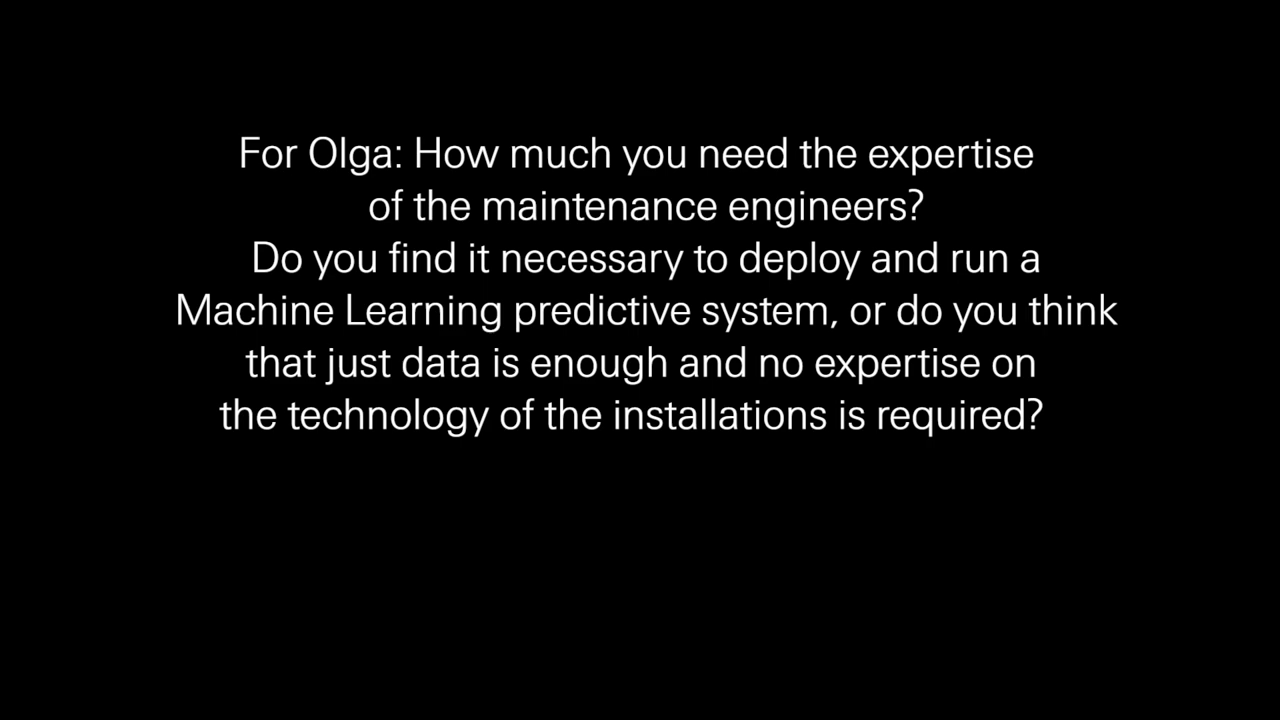 For Olga: How much you need the expertise
of the maintenance engineers?
Do you find it necessary to deploy and run a
Machine Learning predictive system, or do you think
that just data is enough and no expertise on
the technology of the installations is required?